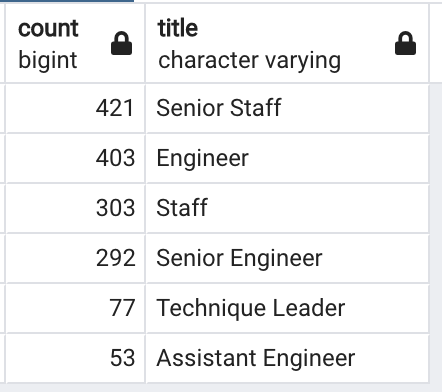 count title
bigint character varying
421 Senior Staff
403 Engineer
303 Staff
292 Senior Engineer
77 Technique Leader
53 Assistant Engineer